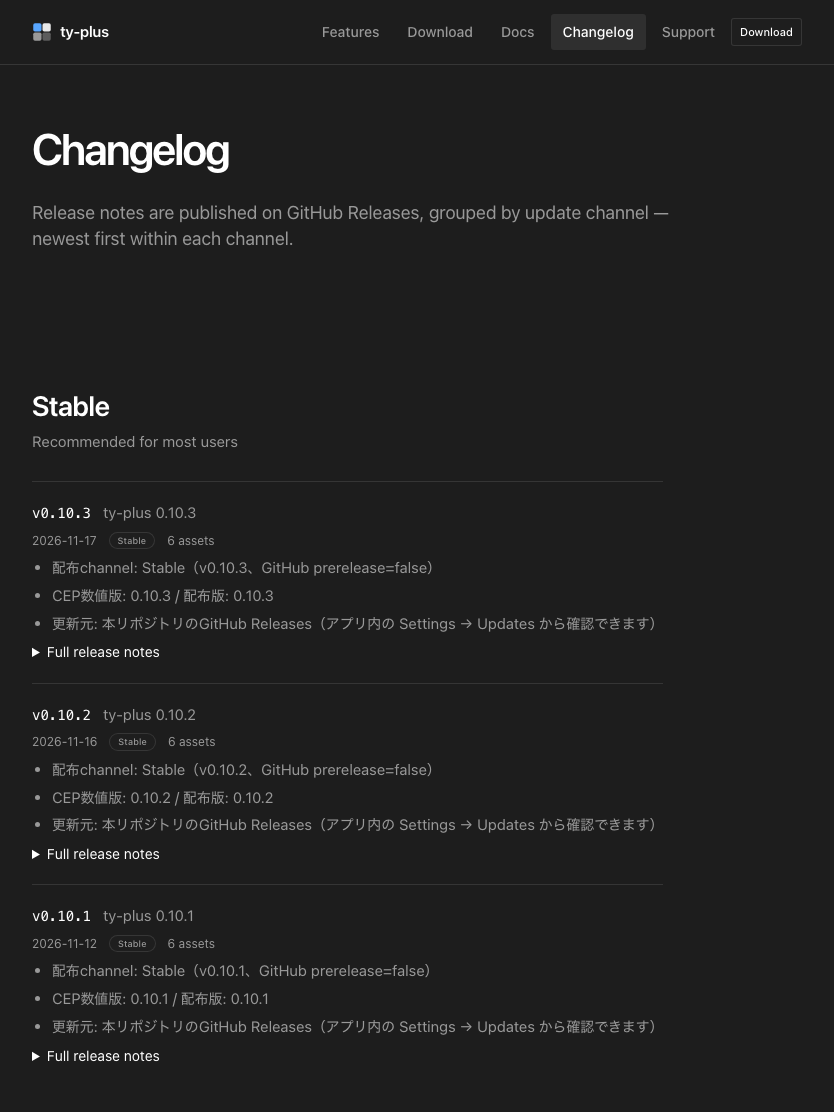 ty-plus
Features
Download
Docs
Changelog
Support
Download
Changelog
Release notes are published on GitHub Releases, grouped by update channel —
newest first within each channel.
Stable
Recommended for most users
v0.10.3 ty-plus 0.10.3
2026-11-17 Stable 6 assets
• 配布channel: Stable（v0.10.3、GitHub prerelease=false）
• CEP数値版: 0.10.3 / 配布版: 0.10.3
• 更新元: 本リポジトリのGitHub Releases（アプリ内の Settings → Updates から確認できます）
▶ Full release notes
v0.10.2 ty-plus 0.10.2
2026-11-16 Stable 6 assets
• 配布channel: Stable（v0.10.2、GitHub prerelease=false）
• CEP数値版: 0.10.2 / 配布版: 0.10.2
• 更新元: 本リポジトリのGitHub Releases（アプリ内の Settings → Updates から確認できます）
▶ Full release notes
v0.10.1 ty-plus 0.10.1
2026-11-12 Stable 6 assets
• 配布channel: Stable（v0.10.1、GitHub prerelease=false）
• CEP数値版: 0.10.1 / 配布版: 0.10.1
• 更新元: 本リポジトリのGitHub Releases（アプリ内の Settings → Updates から確認できます）
▶ Full release notes